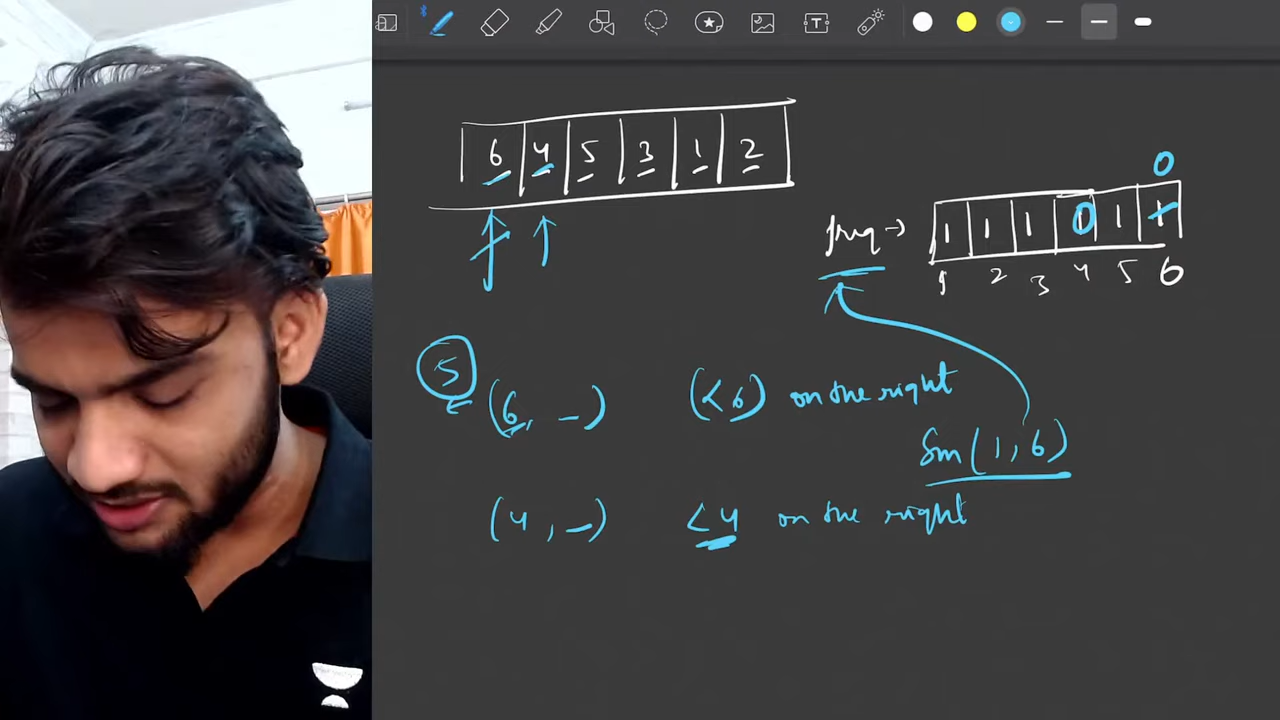 6 4 5 3 1 2
0
freq → 1 1 1 0 1 1
1 2 3 4 5 6
5
(6, _) (< 6) on the right
Sum(1, 6)
(4, _) < 4 on the right